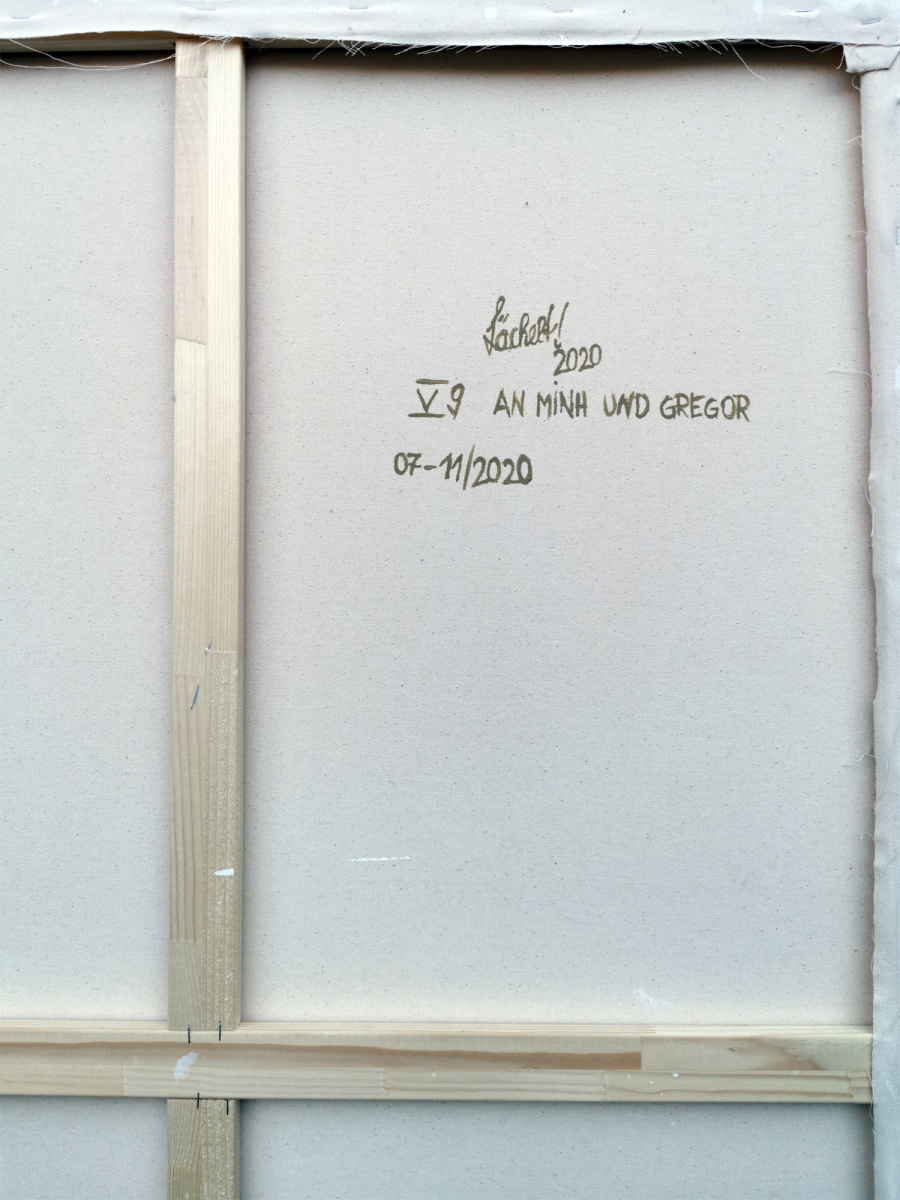 Lächelt!
2020
V9 AN MINH UND GREGOR
07-11/2020